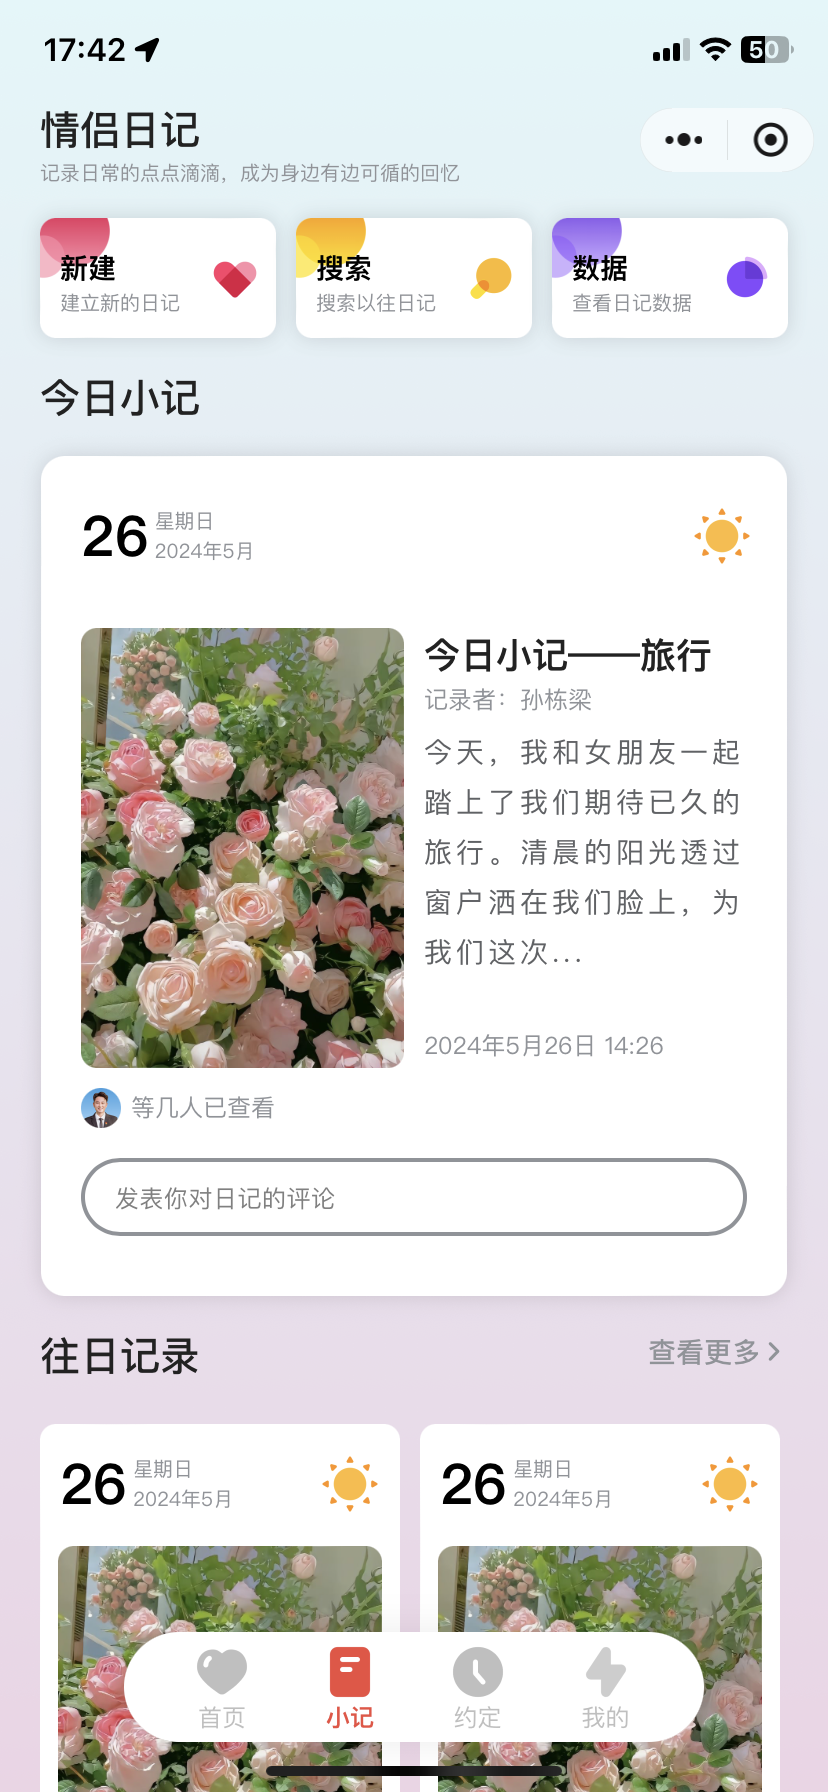 17:42
50
情侣日记
记录日常的点点滴滴，成为身边有边可循的回忆
新建
建立新的日记
搜索
搜索以往日记
数据
查看日记数据
今日小记
26
星期日
2024年5月
今日小记——旅行
记录者：孙栋梁
今天，我和女朋友一起
踏上了我们期待已久的
旅行。清晨的阳光透过
窗户洒在我们脸上，为
我们这次...
2024年5月26日 14:26
等几人已查看
发表你对日记的评论
往日记录
查看更多
26
星期日
2024年5月
26
星期日
2024年5月
首页
小记
约定
我的